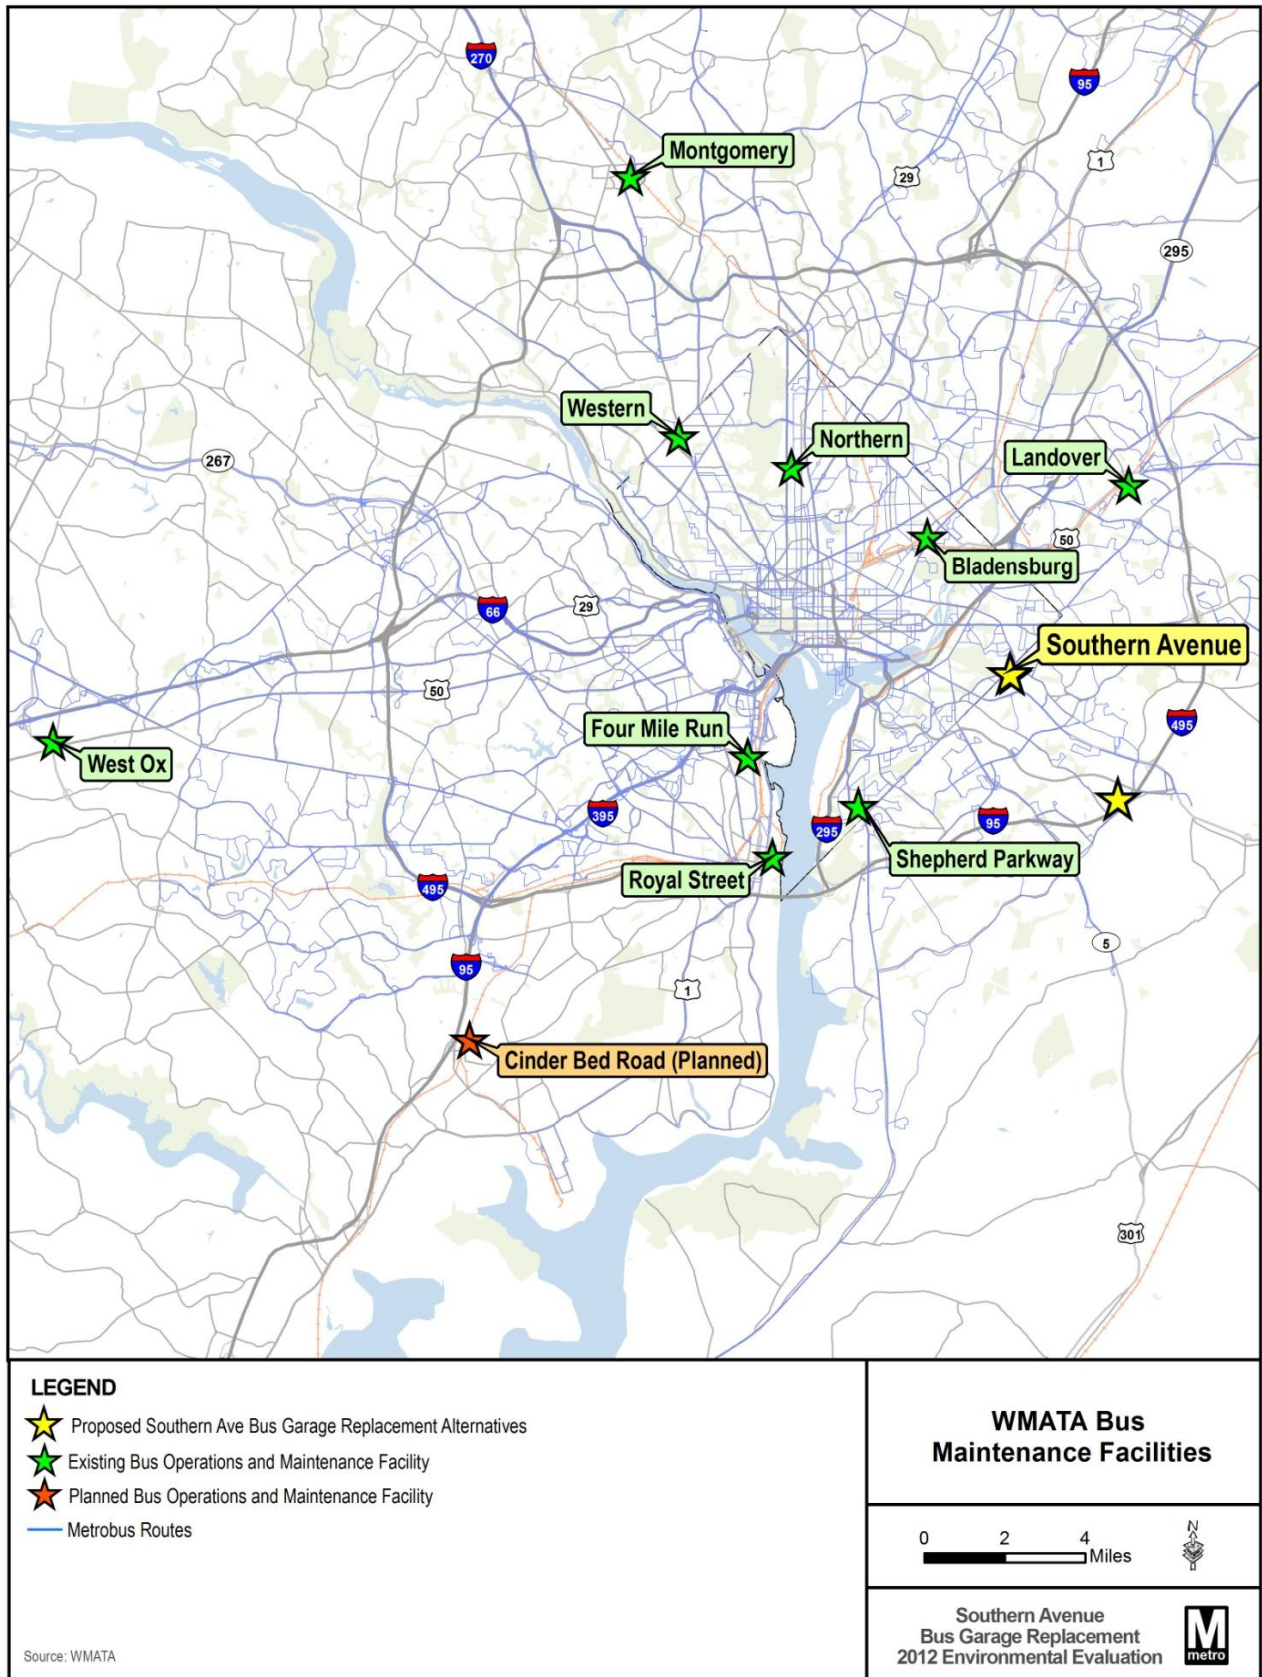 270
95
Montgomery
1
29
295
Western
Northern
267
Landover
50
Bladensburg
66
29
Southern Avenue
50
Four Mile Run
495
West Ox
395
295
95
Shepherd Parkway
Royal Street
495
5
95
1
Cinder Bed Road (Planned)
301
LEGEND
Proposed Southern Ave Bus Garage Replacement Alternatives
Existing Bus Operations and Maintenance Facility
Planned Bus Operations and Maintenance Facility
Metrobus Routes
Source: WMATA
WMATA Bus
Maintenance Facilities
0 2 4
Miles
N
Southern Avenue
Bus Garage Replacement
2012 Environmental Evaluation
M
metro